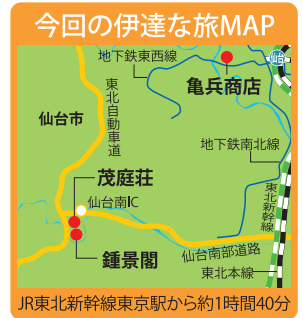 今回の伊達な旅MAP
地下鉄東西線
仙台
亀兵商店
東北自動車道
仙台市
地下鉄南北線
茂庭荘
仙台南IC
東北新幹線
鍾景閣
仙台南部道路
東北本線
JR東北新幹線東京駅から約1時間40分